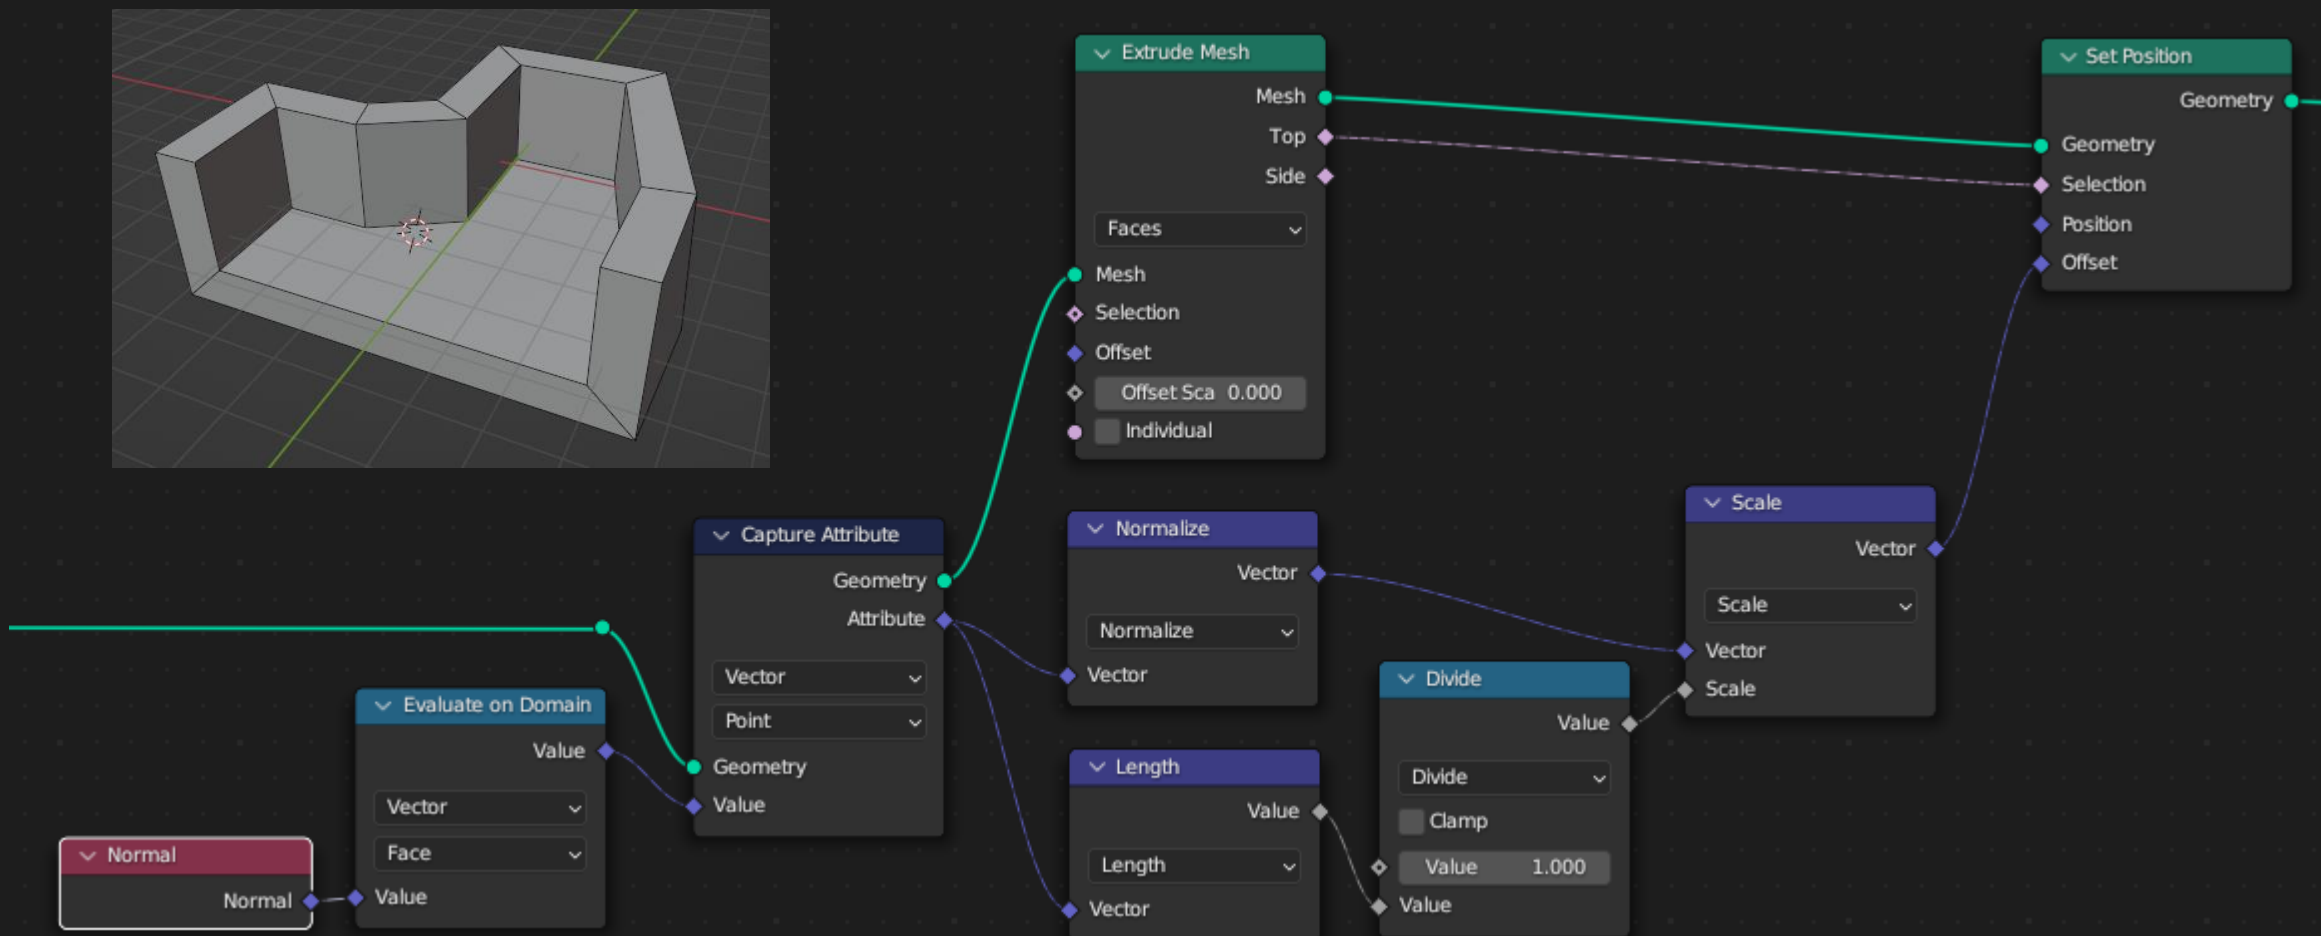 Extrude Mesh
Mesh
Top
Side
Faces
Mesh
Selection
Offset
Offset Sca 0.000
Individual
Set Position
Geometry
Geometry
Selection
Position
Offset
Capture Attribute
Geometry
Attribute
Vector
Point
Geometry
Value
Normalize
Vector
Normalize
Vector
Scale
Vector
Scale
Vector
Scale
Evaluate on Domain
Value
Vector
Face
Value
Normal
Normal
Length
Value
Length
Vector
Divide
Value
Divide
Clamp
Value 1.000
Value